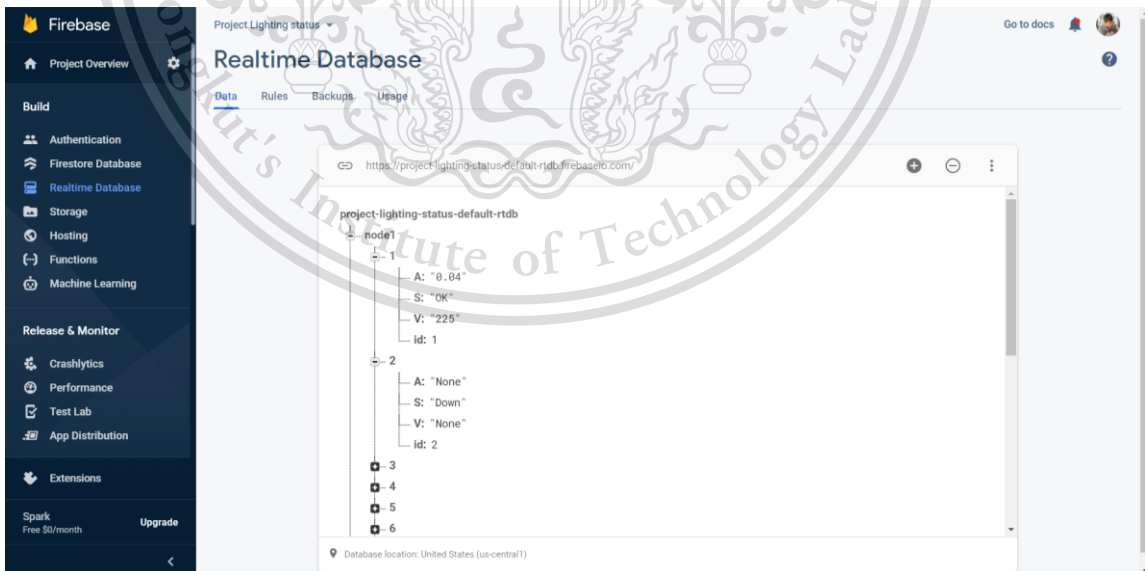 Firebase
Project Overview
Build
Authentication
Firestore Database
Realtime Database
Storage
Hosting
Functions
Machine Learning
Release & Monitor
Crashlytics
Performance
Test Lab
App Distribution
Extensions
Spark
Free $0/month
Upgrade
Project Lighting status
Go to docs
Realtime Database
Data Rules Backups Usage
https://project-lighting-status-default-rtdb.firebaseio.com/
project-lighting-status-default-rtdb
node1
1
A: "0.04"
S: "OK"
V: "225"
id: 1
2
A: "None"
S: "Down"
V: "None"
id: 2
3
4
5
6
Database location: United States (us-central1)
Institute of Technology